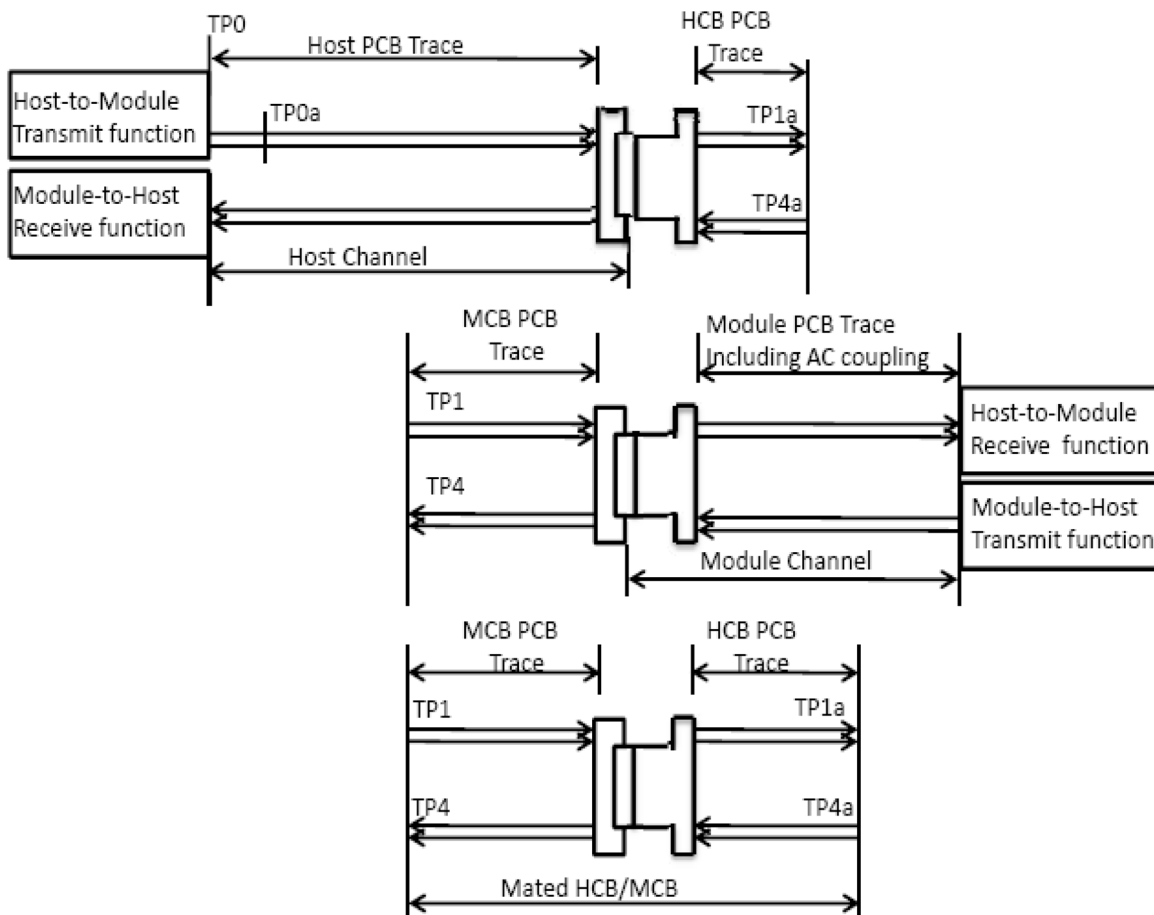 TP0
HCB PCB
Host PCB Trace
Trace
Host-to-Module
Transmit function
TP0a
TP1a
Module-to-Host
Receive function
TP4a
Host Channel
MCB PCB
Trace
Module PCB Trace
Including AC coupling
TP1
Host-to-Module
Receive function
TP4
Module-to-Host
Transmit function
Module Channel
MCB PCB
Trace
HCB PCB
Trace
TP1
TP1a
TP4
TP4a
Mated HCB/MCB